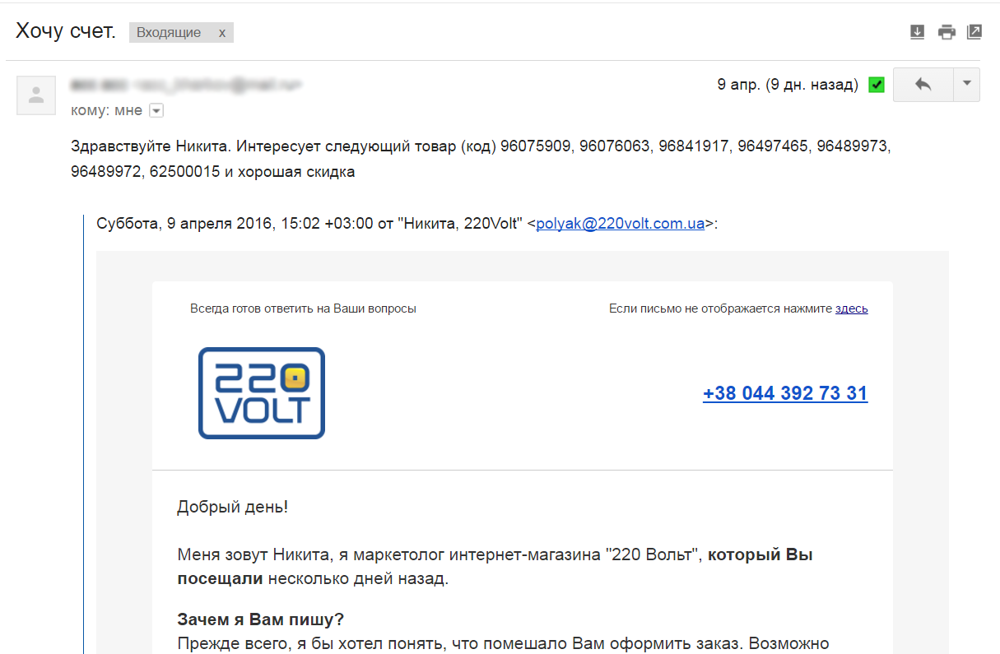 Хочу счет. Входящие x
9 апр. (9 дн. назад)
кому: мне
Здравствуйте Никита. Интересует следующий товар (код) 96075909, 96076063, 96841917, 96497465, 96489973,
96489972, 62500015 и хорошая скидка
Суббота, 9 апреля 2016, 15:02 +03:00 от "Никита, 220Volt" <polyak@220volt.com.ua>:
Всегда готов ответить на Ваши вопросы
Если письмо не отображается нажмите здесь
220
VOLT
+38 044 392 73 31
Добрый день!
Меня зовут Никита, я маркетолог интернет-магазина "220 Вольт", который Вы
посещали несколько дней назад.
Зачем я Вам пишу?
Прежде всего, я бы хотел понять, что помешало Вам оформить заказ. Возможно